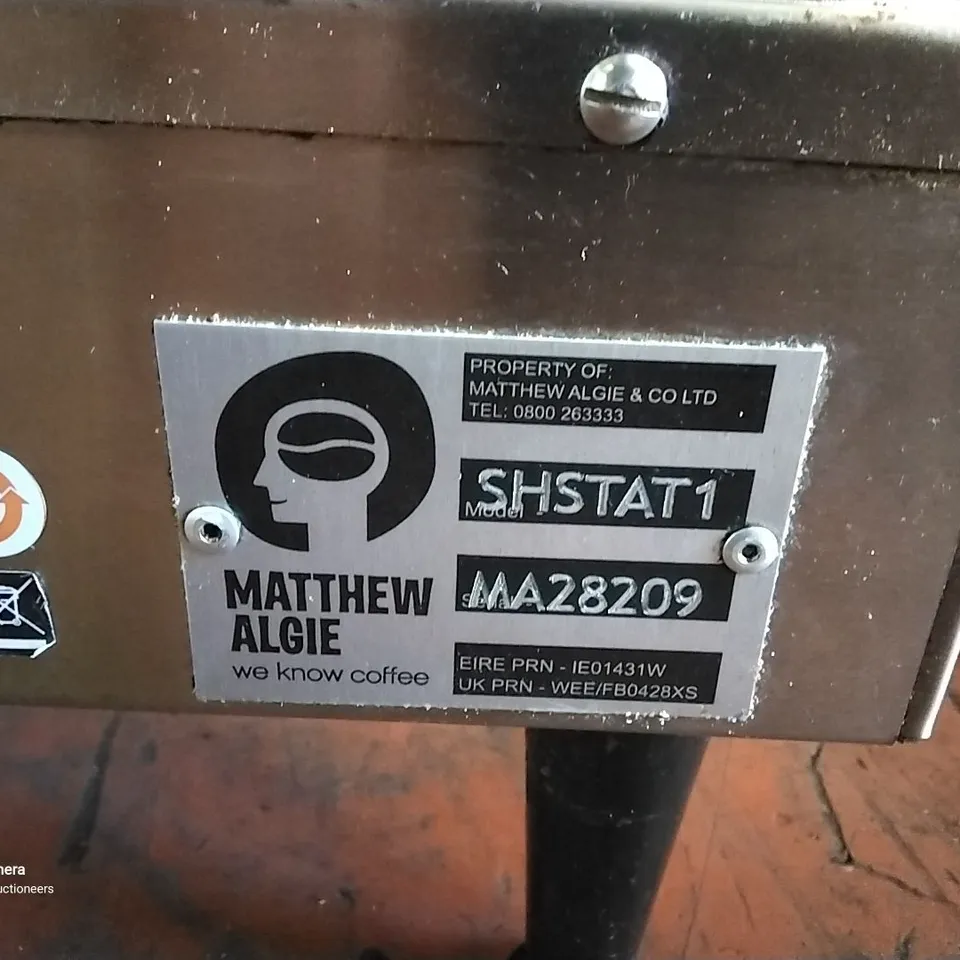 PROPERTY OF:
MATTHEW ALGIE & CO LTD
TEL: 0800 263333
Model - SHSTAT1
MA28209
MATTHEW
ALGIE
we know coffee
EIRE PRN - IE01431W
UK PRN - WEE/FB0428XS